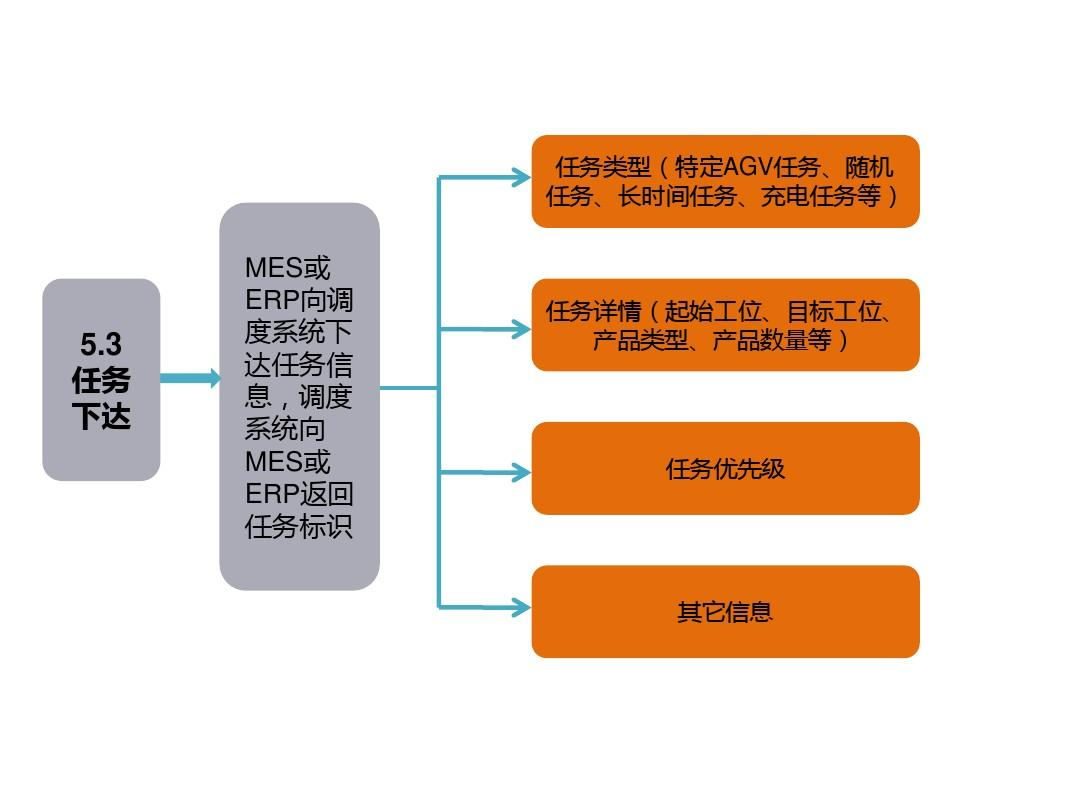 5.3
任务
下达
MES或
ERP向调
度系统下
达任务信
息，调度
系统向
MES或
ERP返回
任务标识
任务类型（特定AGV任务、随机
任务、长时间任务、充电任务等）
任务详情（起始工位、目标工位、
产品类型、产品数量等）
任务优先级
其它信息